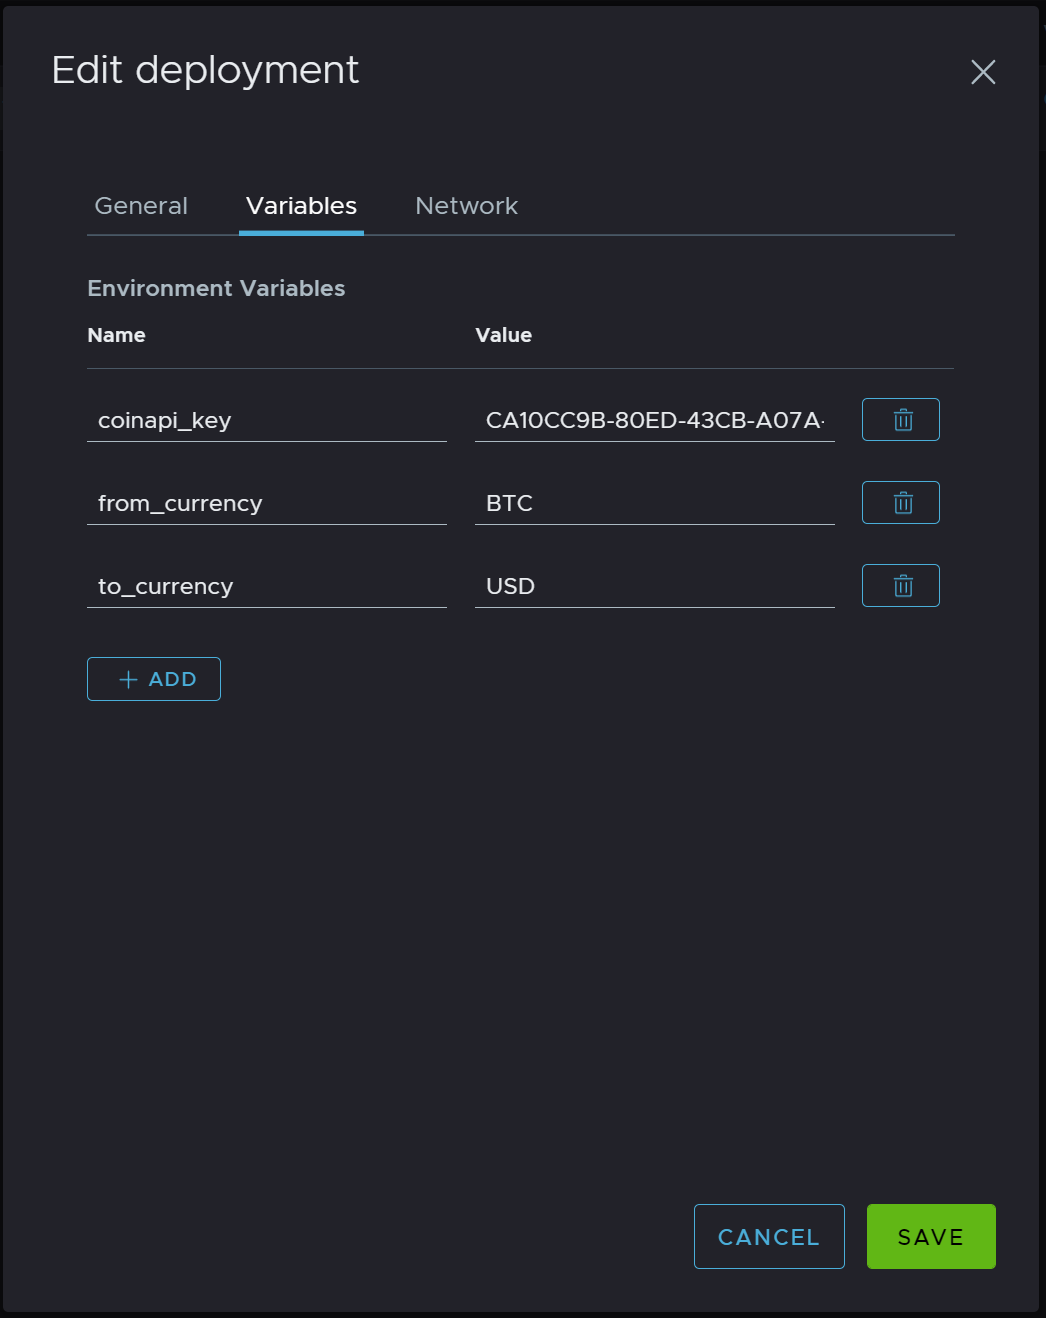 Edit deployment
General Variables Network
Environment Variables
Name Value
coinapi_key CA10CC9B-80ED-43CB-A07A-
from_currency BTC
to_currency USD
+ ADD
CANCEL SAVE